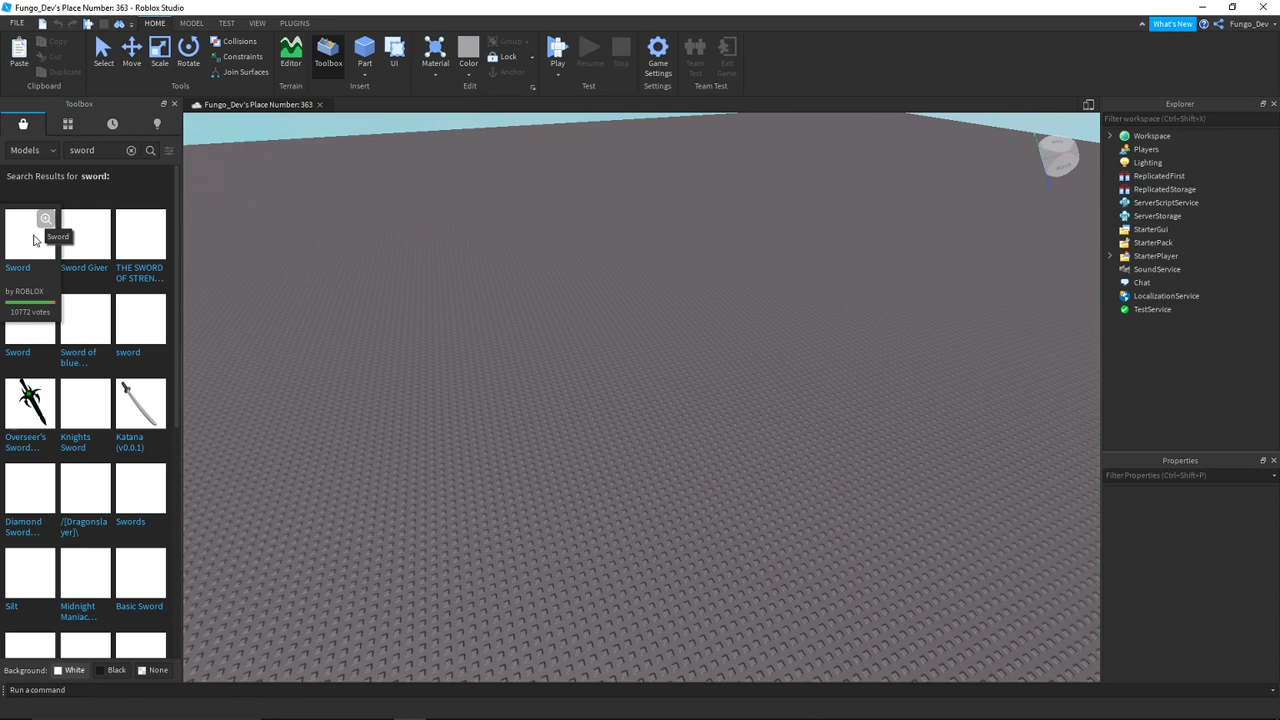 Fungo_Dev's Place Number: 363 - Roblox Studio
FILE HOME MODEL TEST VIEW PLUGINS What's New Fungo_Dev
Paste Copy Cut Duplicate Clipboard
Select Move Scale Rotate Collisions Constraints Join Surfaces Tools
Editor Terrain
Toolbox Part UI Insert
Material Color Group Lock Anchor Edit
Play Resume Stop Test
Game Settings Settings
Team Test Exit Game Team Test
Toolbox
Fungo_Dev's Place Number: 363
Models sword
Search Results for sword:
Sword
Sword
by ROBLOX
10772 votes
Sword Giver
THE SWORD OF STREN...
Sword
Sword of blue...
sword
Overseer's Sword...
Knights Sword
Katana (v0.0.1)
Diamond Sword...
/[Dragonslayer]\
Swords
Silt
Midnight Maniac...
Basic Sword
Background: White Black None
Run a command
Explorer
Filter workspace (Ctrl+Shift+X)
Workspace
Players
Lighting
ReplicatedFirst
ReplicatedStorage
ServerScriptService
ServerStorage
StarterGui
StarterPack
StarterPlayer
SoundService
Chat
LocalizationService
TestService
Properties
Filter Properties (Ctrl+Shift+P)